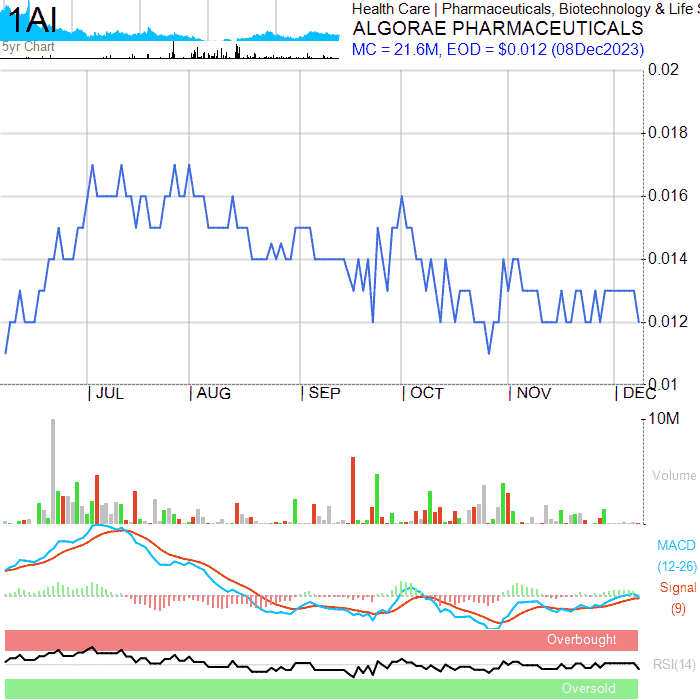 1AI
5yr Chart
Health Care | Pharmaceuticals, Biotechnology & Life S
ALGORAE PHARMACEUTICALS
MC = 21.6M, EOD = $0.012 (08Dec2023)
0.02
0.018
0.016
0.014
0.012
0.01
JUL AUG SEP OCT NOV DEC
10M
Volume
MACD
(12-26)
Signal
(9)
Overbought
RSI(14)
Oversold